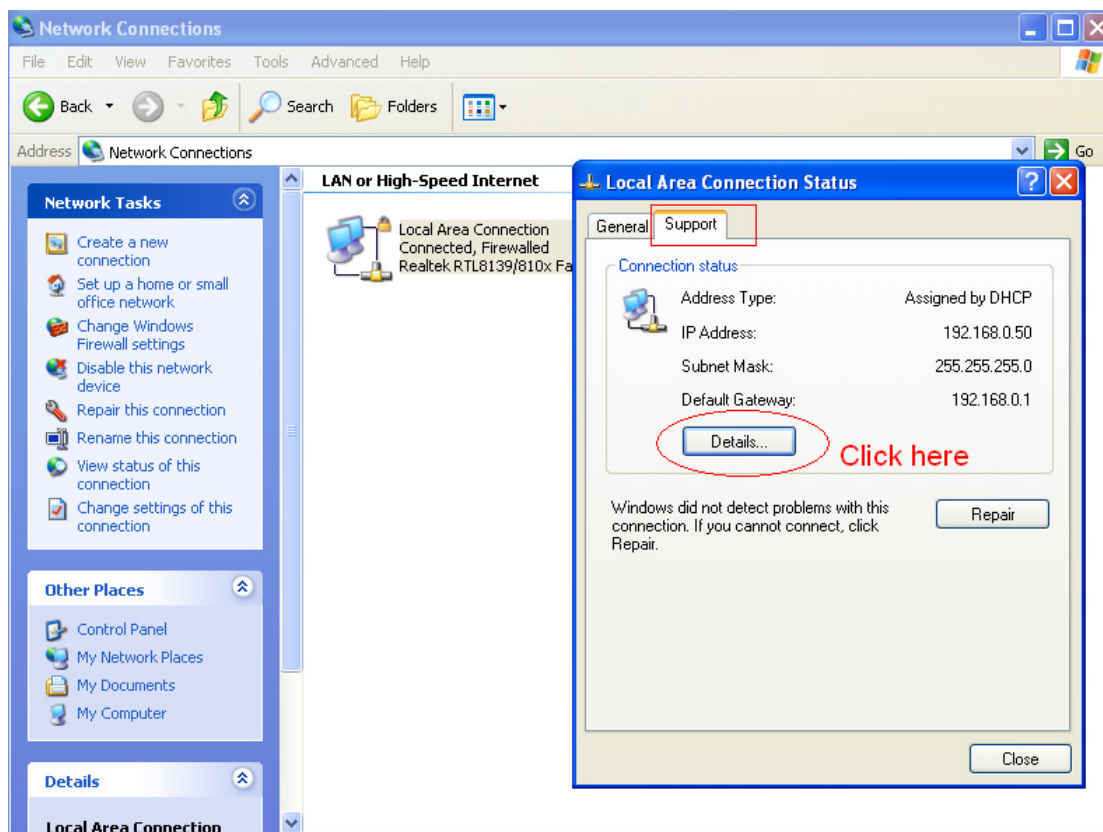 Network Connections
File Edit View Favorites Tools Advanced Help
Back Search Folders
Address Network Connections Go
Network Tasks
Create a new
connection
Set up a home or small
office network
Change Windows
Firewall settings
Disable this network
device
Repair this connection
Rename this connection
View status of this
connection
Change settings of this
connection
Other Places
Control Panel
My Network Places
My Documents
My Computer
Details
Local Area Connection
LAN or High-Speed Internet
Local Area Connection
Connected, Firewalled
Realtek RTL8139/810x Fa
Local Area Connection Status
General Support
Connection status
Address Type: Assigned by DHCP
IP Address: 192.168.0.50
Subnet Mask: 255.255.255.0
Default Gateway: 192.168.0.1
Details... Click here
Windows did not detect problems with this
connection. If you cannot connect, click
Repair.
Repair
Close